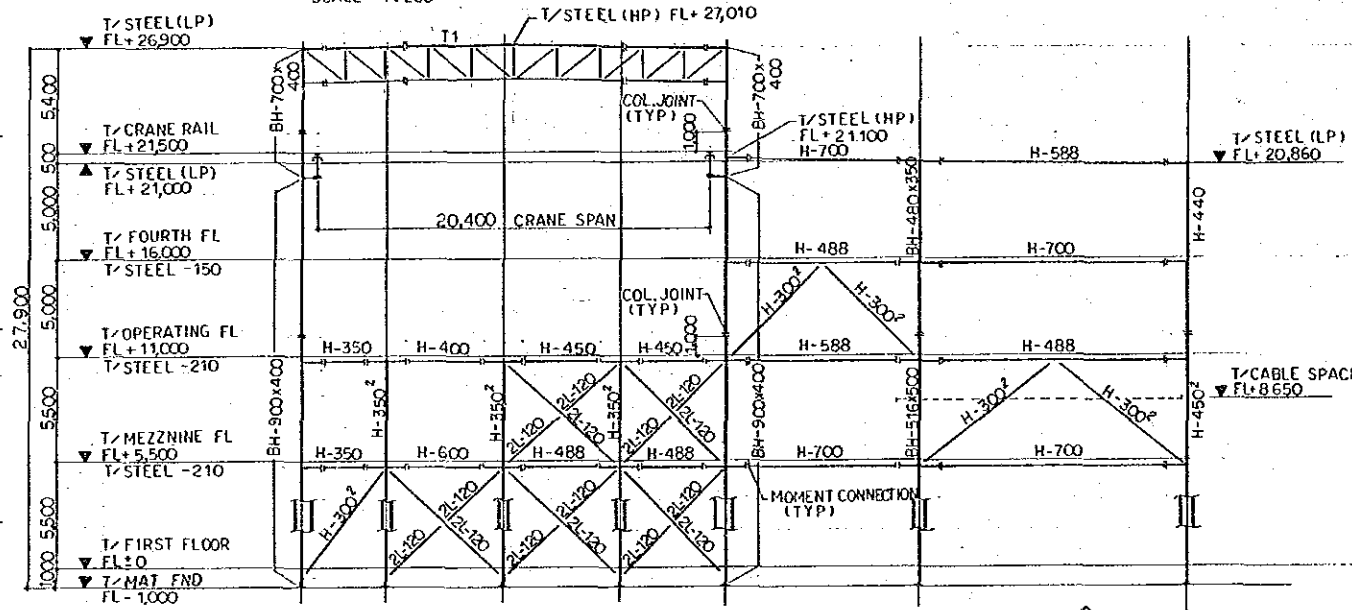 T/STEEL(LP)
FL+26,900
T/STEEL(HP) FL+27,010
T1
BH-700x400
BH-700x400
COL.JOINT
(TYP)
1,000
T/STEEL(HP)
FL+21.100
H-700
H-588
T/STEEL(LP)
FL+20,860
5,400
T/CRANE RAIL
FL+21,500
500
T/STEEL(LP)
FL+21,000
5,000
20,400 CRANE SPAN
BH-480x350
H-440
T/FOURTH FL
FL+16,000
T/STEEL -150
H-488
H-700
27,900
5,000
COL.JOINT
(TYP)
1,000
H-300²
H-300²
T/OPERATING FL
FL+11,000
T/STEEL -210
H-350
H-400
H-450
H-450
H-588
H-488
5,500
BH-900x400
H-350²
H-350²
H-350²
2L-120
2L-120
2L-120
2L-120
2L-120
2L-120
BH-900x400
BH-516x500
H-300²
H-300²
H-450²
T/CABLE SPACE
FL+8650
T/MEZZNINE FL
FL+5,500
T/STEEL -210
H-350
H-600
H-488
H-488
H-700
H-700
MOMENT CONNECTION
(TYP)
5,500
H-300²
2L-120
2L-120
2L-120
2L-120
2L-120
2L-120
2L-120
2L-120
T/FIRST FLOOR
FL±0
1000
T/MAT FND
FL-1,000